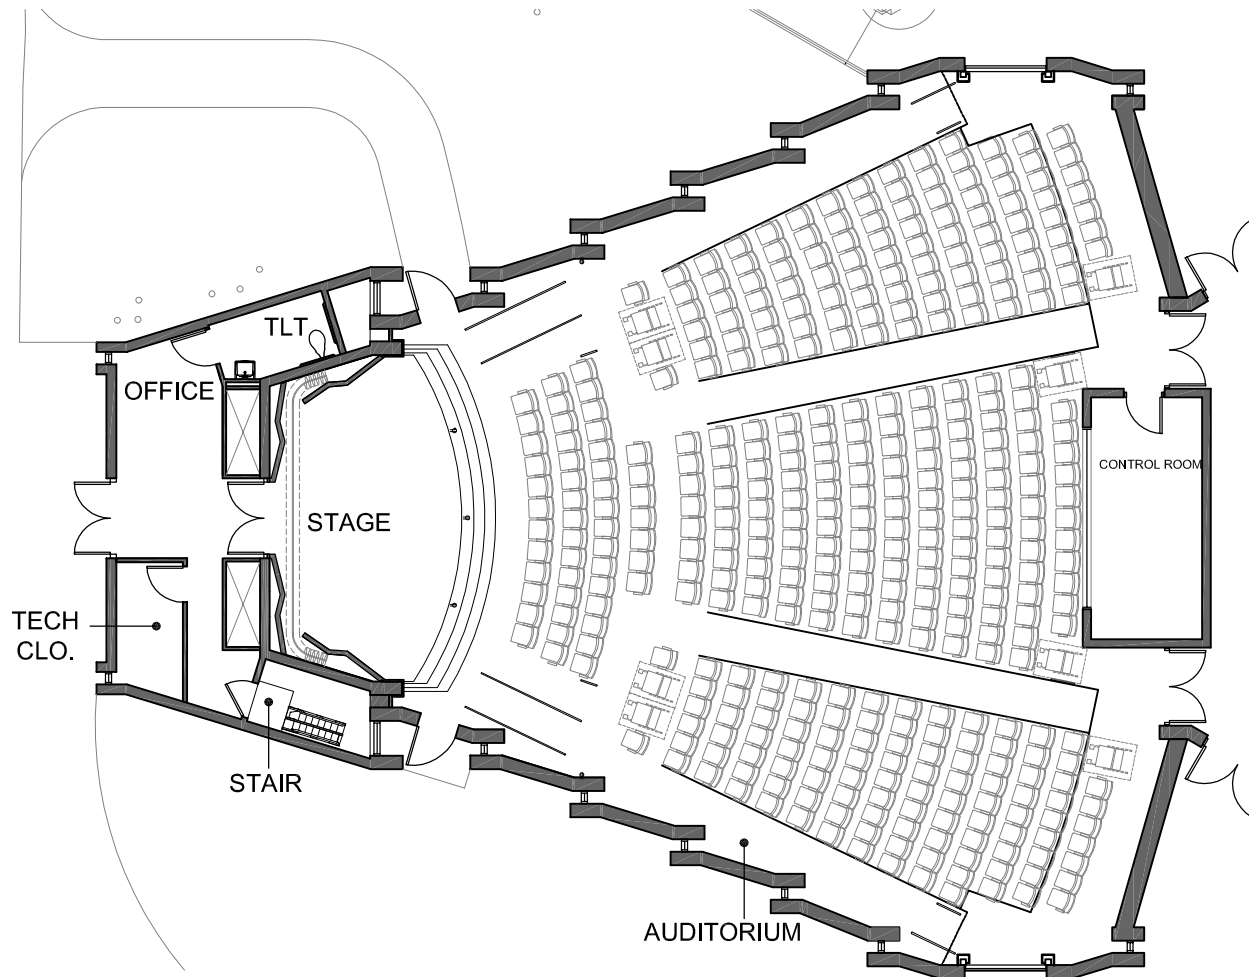 TLT
OFFICE
CONTROL ROOM
STAGE
TECH
CLO.
STAIR
AUDITORIUM